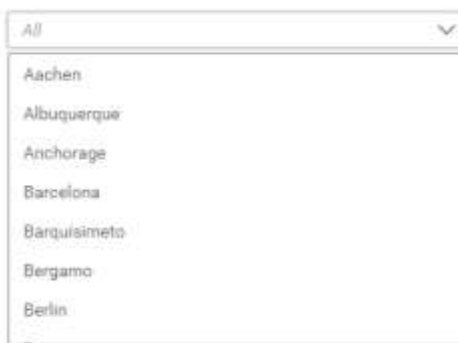 All
Aachen
Albuquerque
Anchorage
Barcelona
Barquisimeto
Bergamo
Berlin